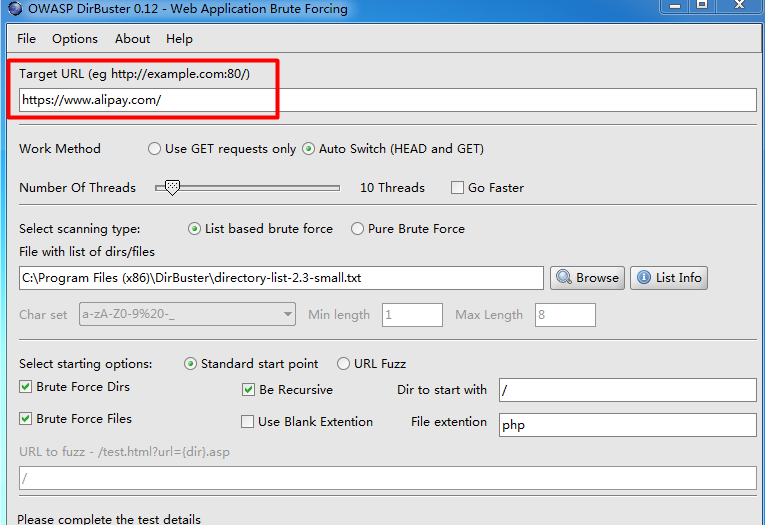 OWASP DirBuster 0.12 - Web Application Brute Forcing
File Options About Help
Target URL (eg http://example.com:80/)
https://www.alipay.com/
Work Method Use GET requests only Auto Switch (HEAD and GET)
Number Of Threads 10 Threads Go Faster
Select scanning type: List based brute force Pure Brute Force
File with list of dirs/files
C:\Program Files (x86)\DirBuster\directory-list-2.3-small.txt Browse List Info
Char set a-zA-Z0-9%20-_ Min length 1 Max Length 8
Select starting options: Standard start point URL Fuzz
Brute Force Dirs Be Recursive Dir to start with /
Brute Force Files Use Blank Extention File extention php
URL to fuzz - /test.html?url={dir}.asp
/
Please complete the test details